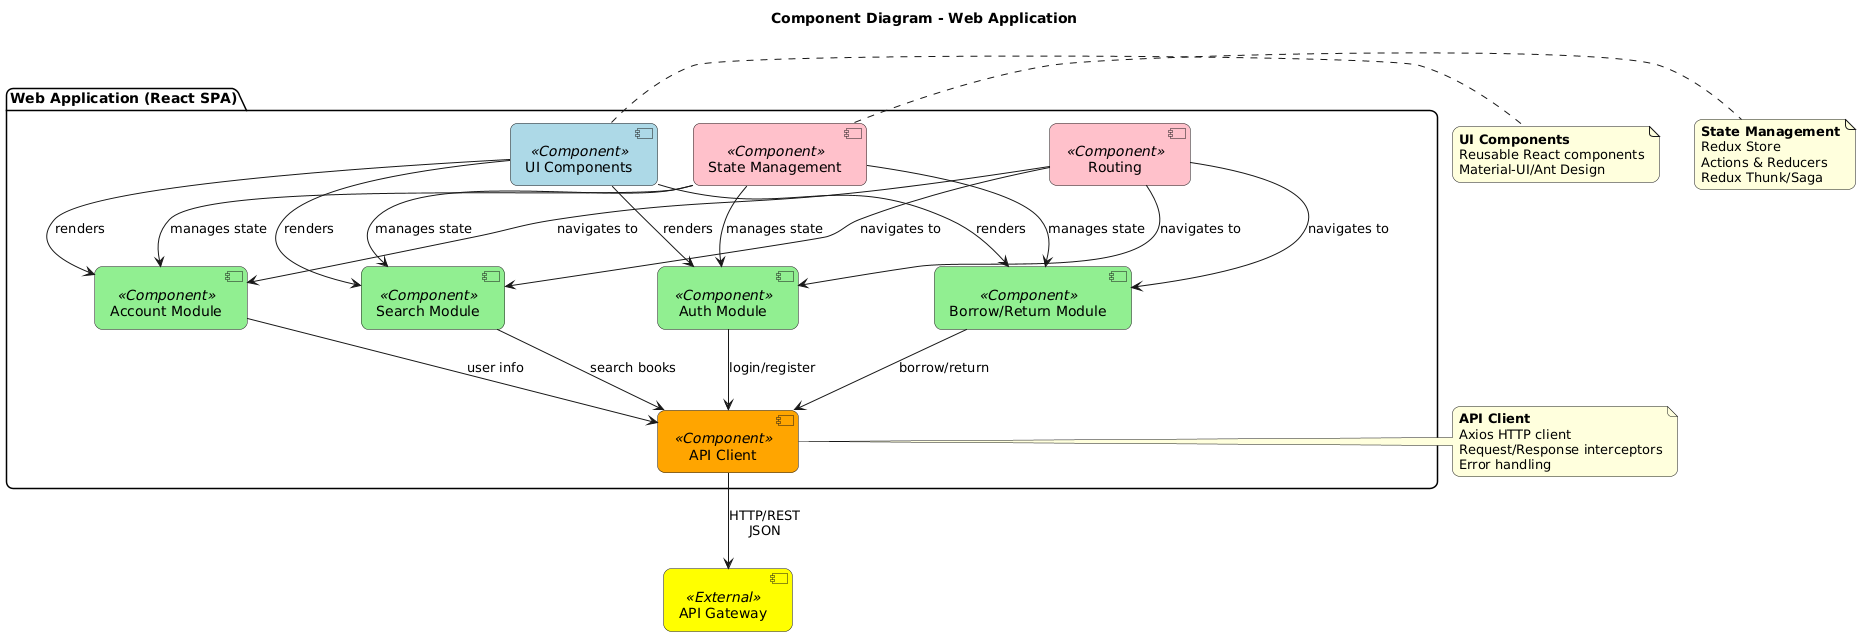 Component Diagram - Web Application
Web Application (React SPA)
«Component»
UI Components
«Component»
State Management
«Component»
Routing
UI Components
Reusable React components
Material-UI/Ant Design
State Management
Redux Store
Actions & Reducers
Redux Thunk/Saga
renders
manages state
renders
manages state
navigates to
renders
manages state
navigates to
renders
manages state
navigates to
navigates to
«Component»
Account Module
«Component»
Search Module
«Component»
Auth Module
«Component»
Borrow/Return Module
user info
search books
login/register
borrow/return
«Component»
API Client
API Client
Axios HTTP client
Request/Response interceptors
Error handling
HTTP/REST
JSON
«External»
API Gateway